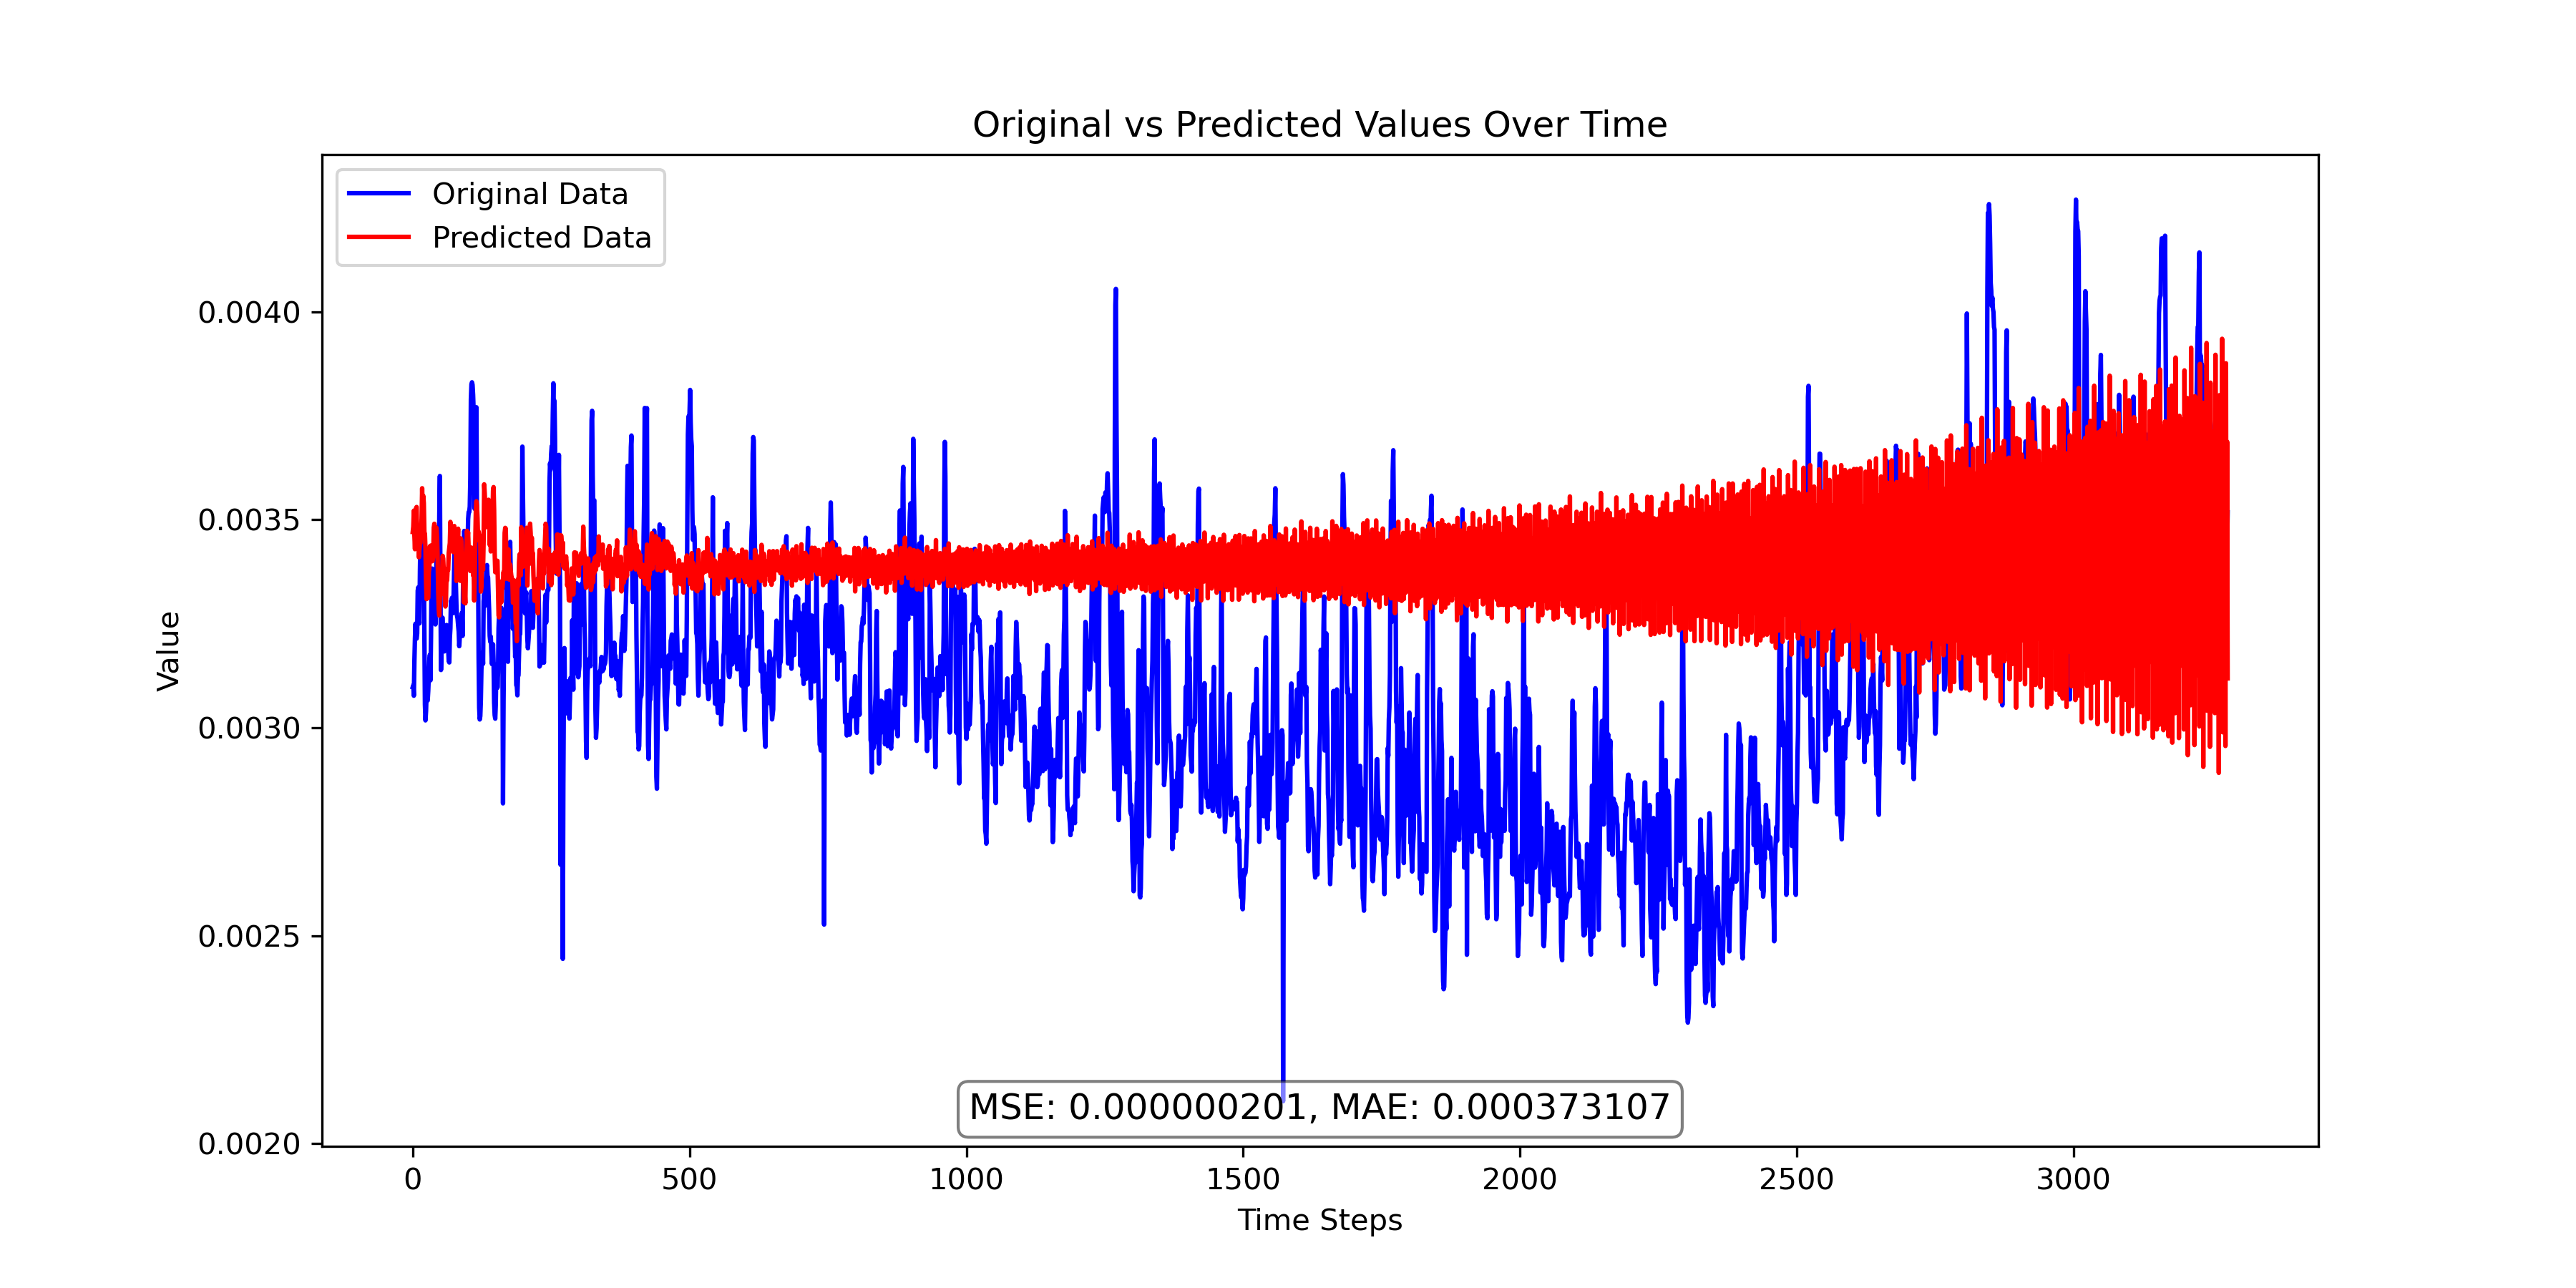 Original vs Predicted Values Over Time
Original Data
Predicted Data
0.0040
0.0035
0.0030
0.0025
0.0020
Value
MSE: 0.000000201, MAE: 0.000373107
0 500 1000 1500 2000 2500 3000
Time Steps